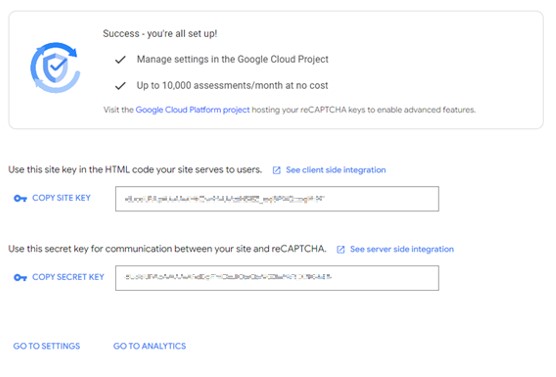 Success - you're all set up!
Manage settings in the Google Cloud Project
Up to 10,000 assessments/month at no cost
Visit the Google Cloud Platform project hosting your reCAPTCHA keys to enable advanced features.
Use this site key in the HTML code your site serves to users. See client side integration
COPY SITE KEY
Use this secret key for communication between your site and reCAPTCHA. See server side integration
COPY SECRET KEY
GO TO SETTINGS GO TO ANALYTICS